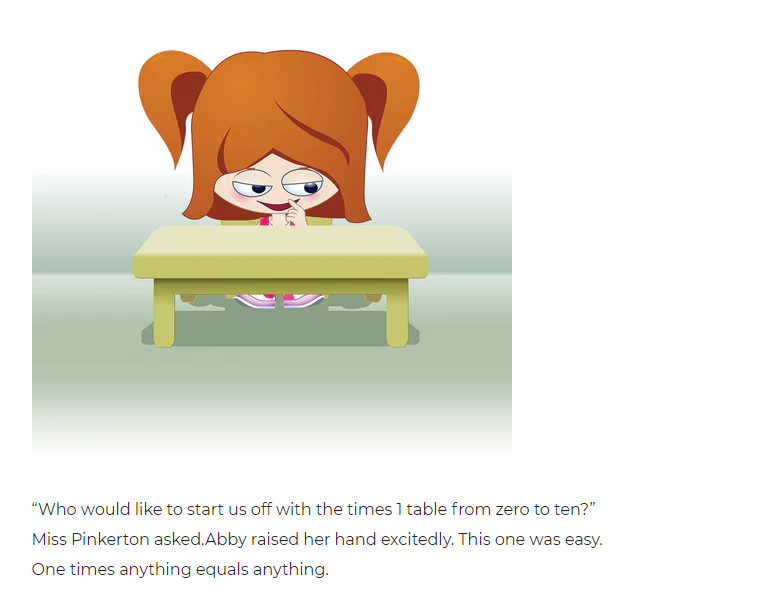 “Who would like to start us off with the times 1 table from zero to ten?”
Miss Pinkerton asked.Abby raised her hand excitedly. This one was easy.
One times anything equals anything.